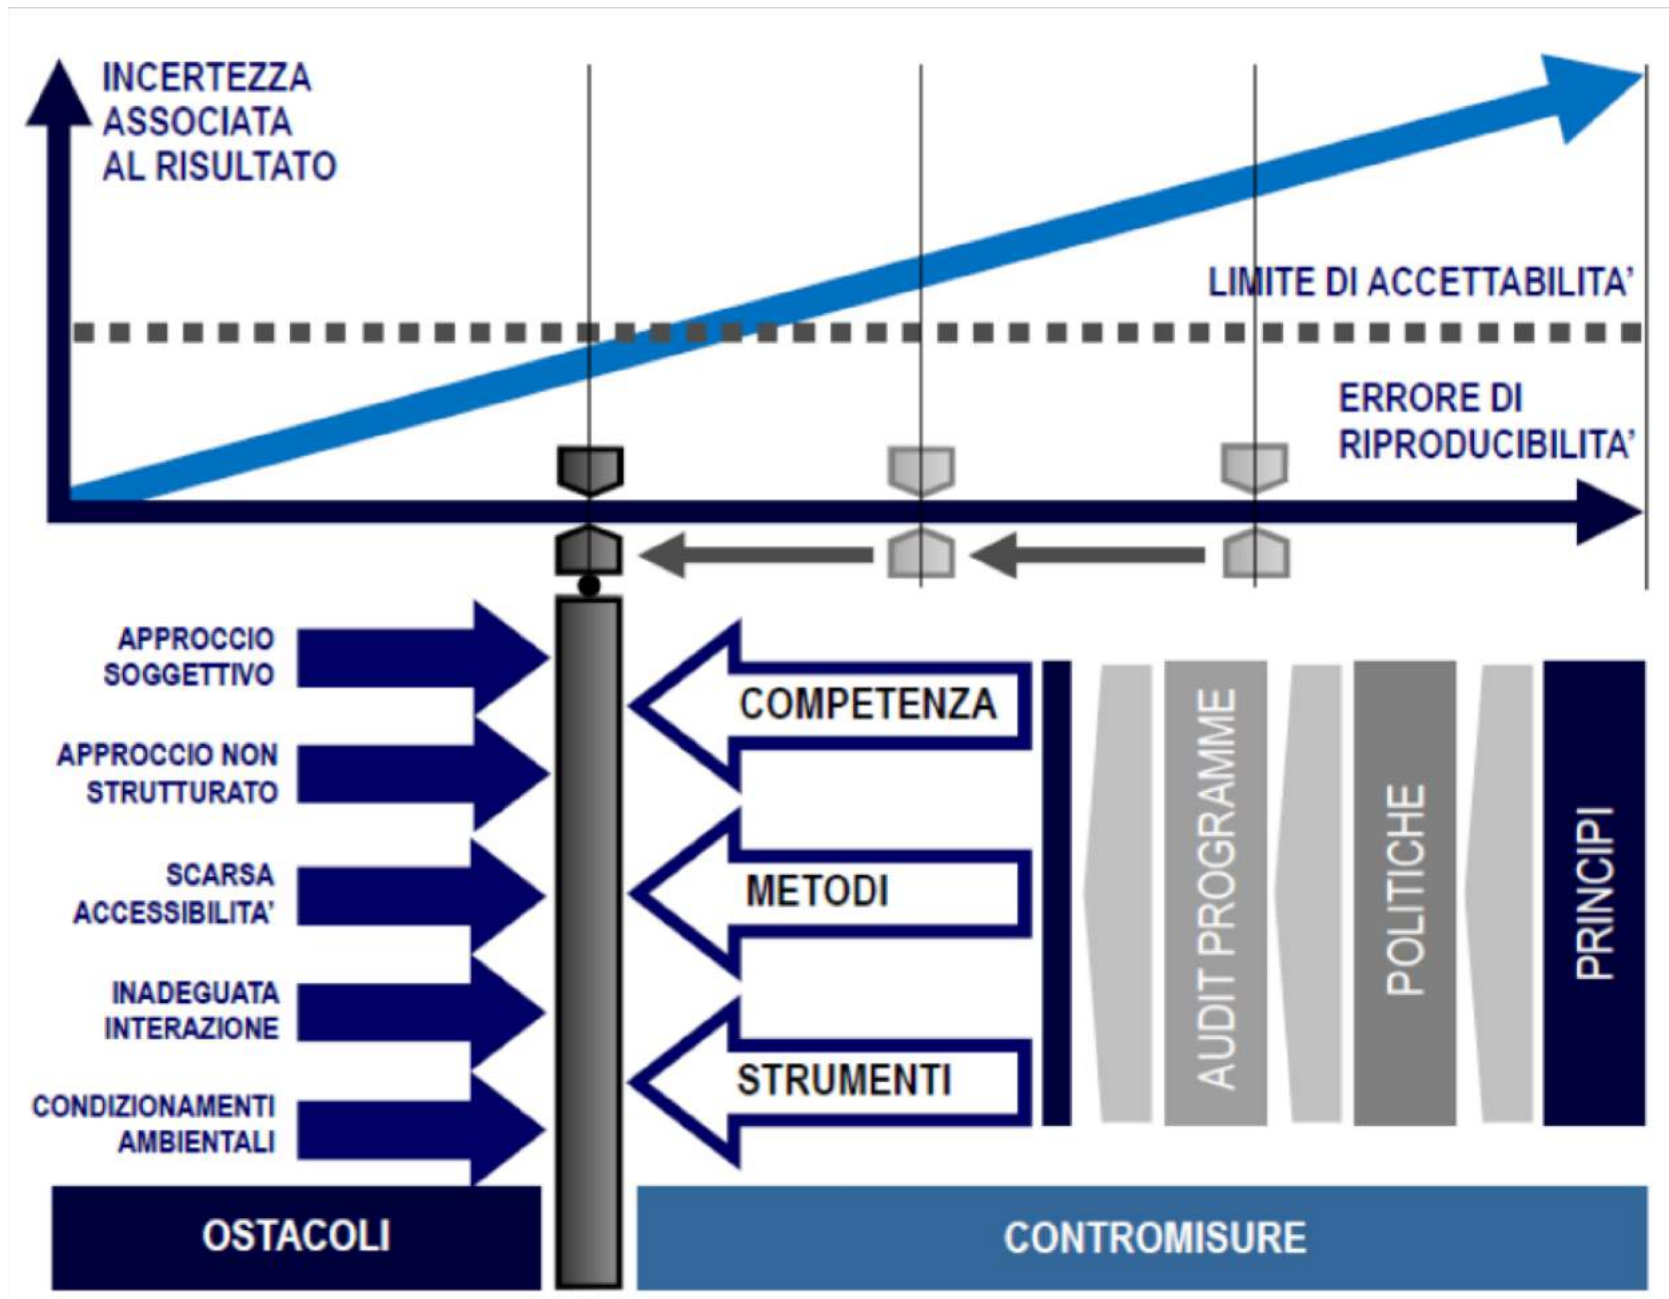 INCERTEZZA
ASSOCIATA
AL RISULTATO
LIMITE DI ACCETTABILITA'
ERRORE DI
RIPRODUCIBILITA'
APPROCCIO
SOGGETTIVO
APPROCCIO NON
STRUTTURATO
SCARSA
ACCESSIBILITA'
INADEGUATA
INTERAZIONE
CONDIZIONAMENTI
AMBIENTALI
COMPETENZA
METODI
STRUMENTI
AUDIT PROGRAMME
POLITICHE
PRINCIPI
OSTACOLI
CONTROMISURE